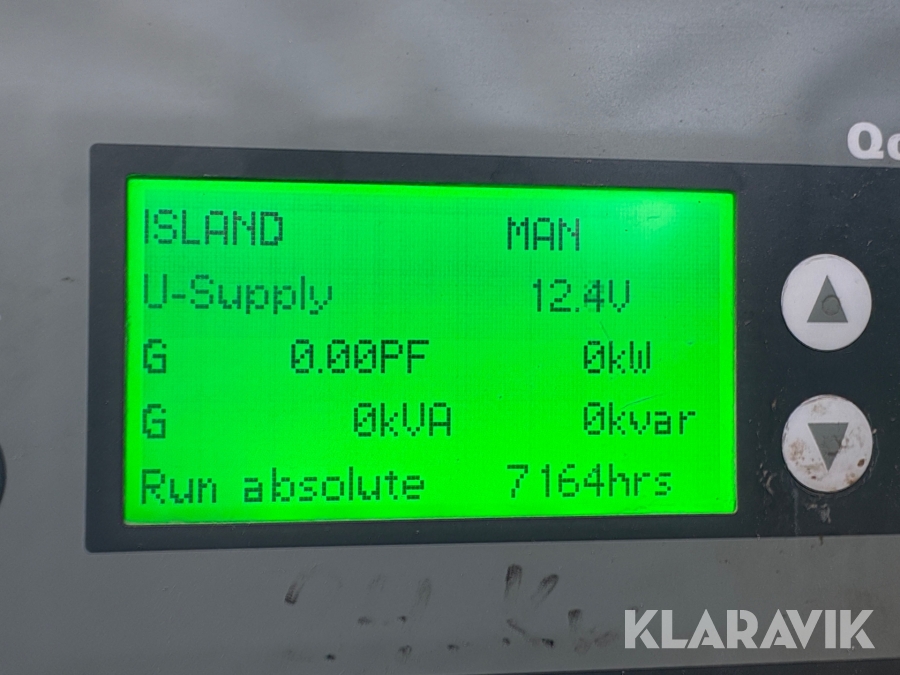 ISLAND MAN
U-Supply 12.4V
G 0.00PF 0kW
G 0kVA 0kvar
Run absolute 7164hrs
KLARAVIK